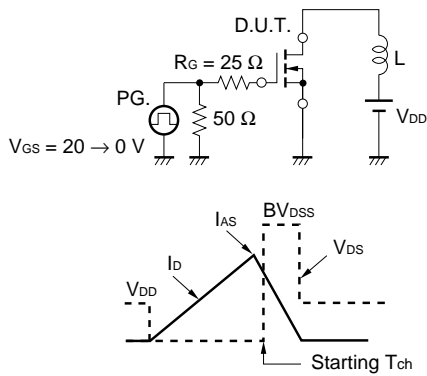 D.U.T.
RG = 25 Ω
L
PG.
50 Ω
VDD
VGS = 20 → 0 V
BVDSS
IAS
VDS
ID
VDD
Starting Tch